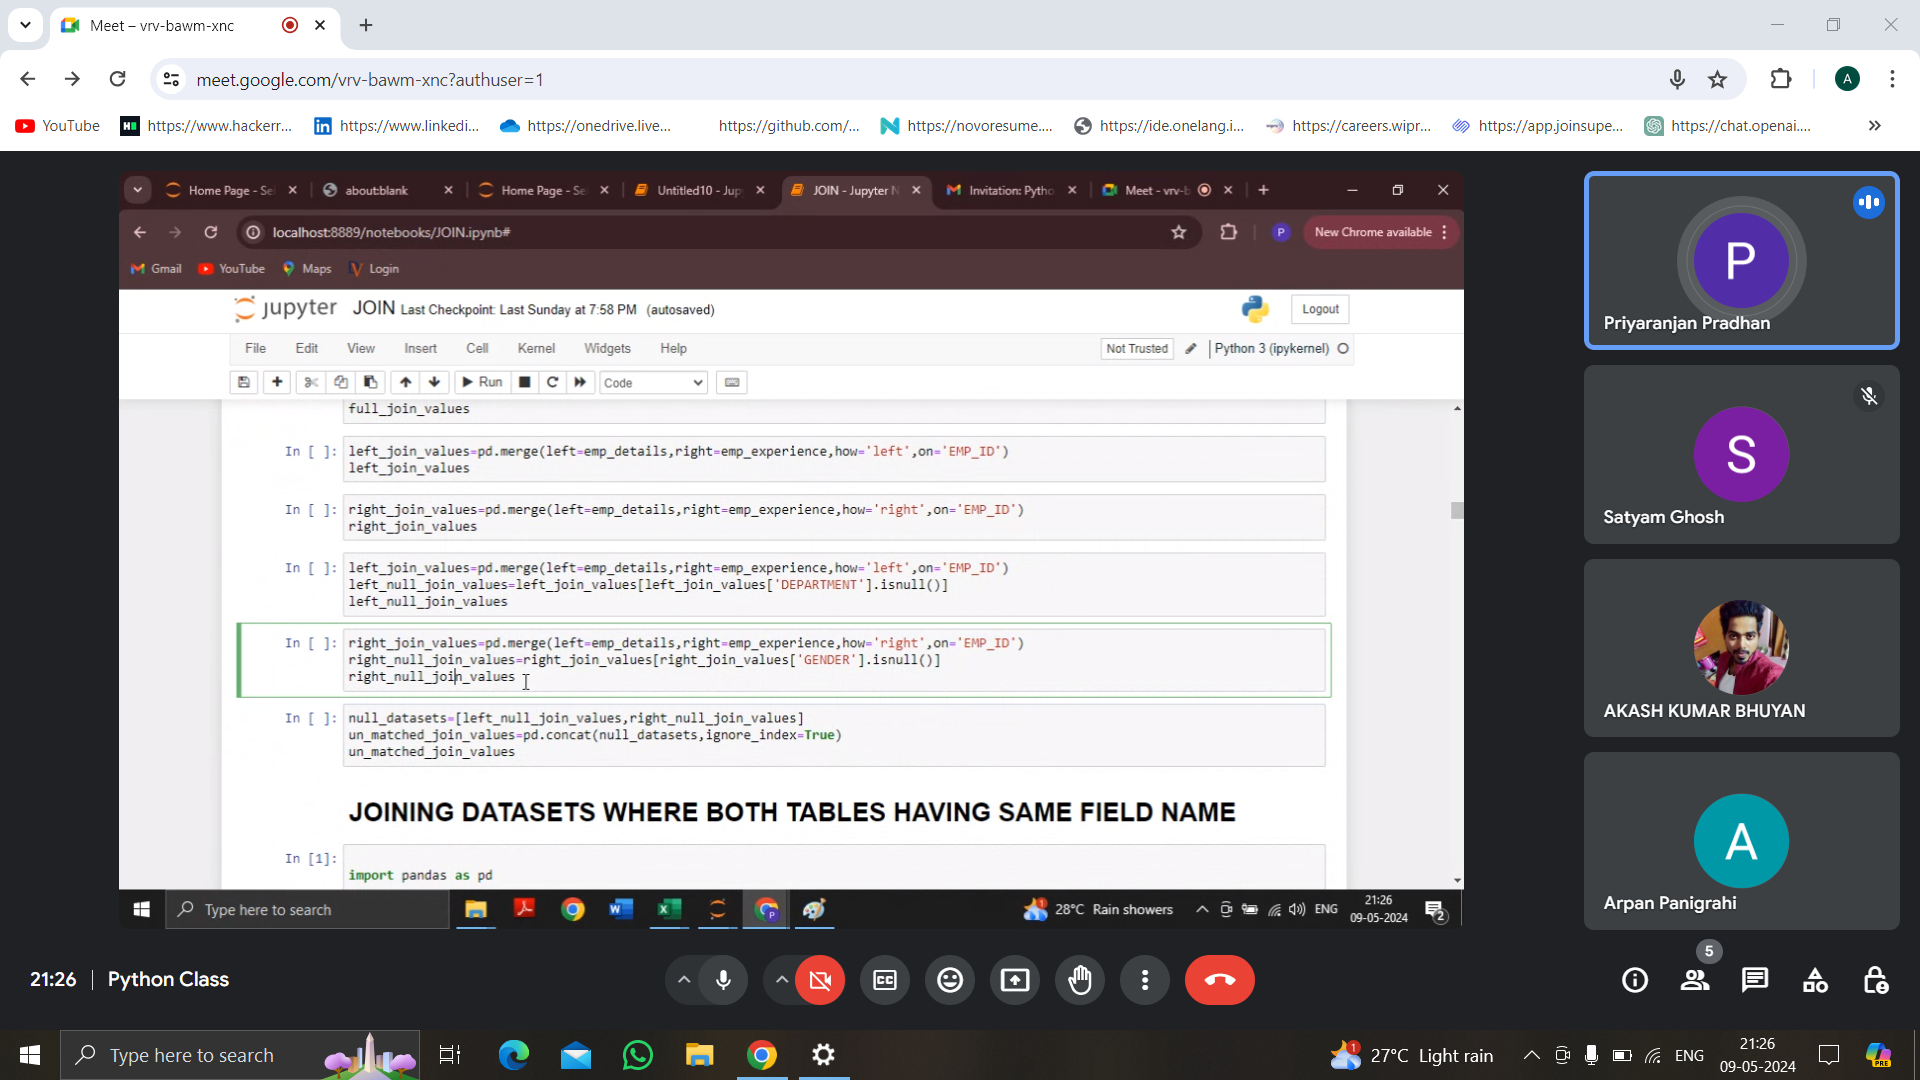 Meet – vrv-bawm-xnc
meet.google.com/vrv-bawm-xnc?authuser=1
A
YouTube
https://www.hackerr...
https://www.linkedi...
https://onedrive.live...
https://github.com/...
https://novoresume....
https://ide.onelang.i...
https://careers.wipr...
https://app.joinsupe...
https://chat.openai....
Home Page - Sel
about:blank
Home Page - Se
Untitled10 - Jup
JOIN - Jupyter N
Invitation: Pytho
Meet - vrv-b
localhost:8889/notebooks/JOIN.ipynb#
P
New Chrome available
Gmail
YouTube
Maps
Login
jupyter JOIN Last Checkpoint: Last Sunday at 7:58 PM (autosaved)
Logout
File Edit View Insert Cell Kernel Widgets Help
Not Trusted
Python 3 (ipykernel)
Run
Code
full_join_values
In [ ]: left_join_values=pd.merge(left=emp_details,right=emp_experience,how='left',on='EMP_ID')
left_join_values
In [ ]: right_join_values=pd.merge(left=emp_details,right=emp_experience,how='right',on='EMP_ID')
right_join_values
In [ ]: left_join_values=pd.merge(left=emp_details,right=emp_experience,how='left',on='EMP_ID')
left_null_join_values=left_join_values[left_join_values['DEPARTMENT'].isnull()]
left_null_join_values
In [ ]: right_join_values=pd.merge(left=emp_details,right=emp_experience,how='right',on='EMP_ID')
right_null_join_values=right_join_values[right_join_values['GENDER'].isnull()]
right_null_join_values
In [ ]: null_datasets=[left_null_join_values,right_null_join_values]
un_matched_join_values=pd.concat(null_datasets,ignore_index=True)
un_matched_join_values
JOINING DATASETS WHERE BOTH TABLES HAVING SAME FIELD NAME
In [1]:
import pandas as pd
Type here to search
28°C Rain showers
ENG
21:26
09-05-2024
2
P
Priyaranjan Pradhan
S
Satyam Ghosh
AKASH KUMAR BHUYAN
A
Arpan Panigrahi
21:26 | Python Class
CC
5
Type here to search
1
27°C Light rain
ENG
21:26
09-05-2024
PRE